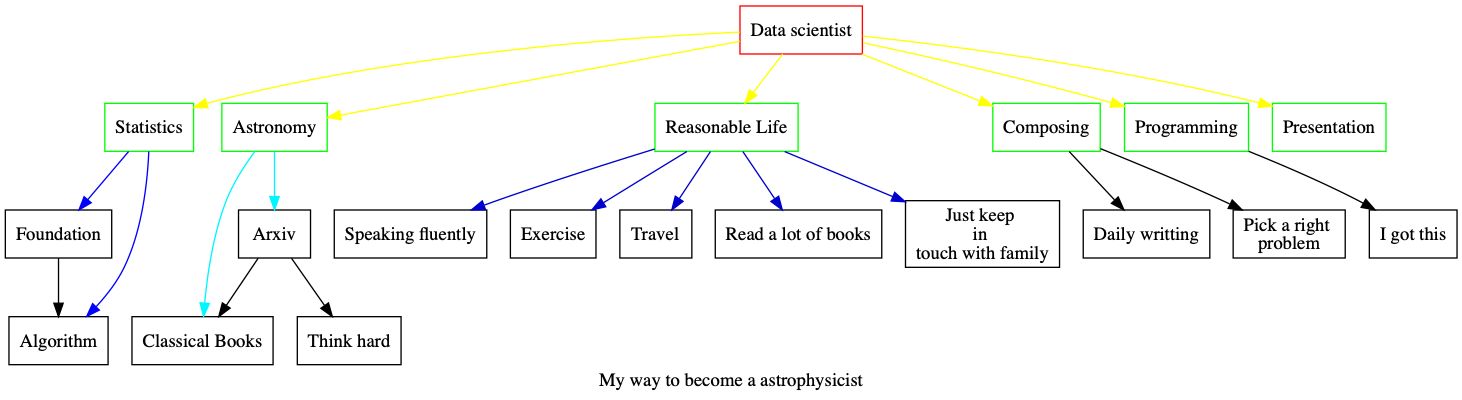 Data scientist
Statistics
Astronomy
Reasonable Life
Composing
Programming
Presentation
Foundation
Arxiv
Speaking fluently
Exercise
Travel
Read a lot of books
Just keep
in
touch with family
Daily writting
Pick a right
problem
I got this
Algorithm
Classical Books
Think hard
My way to become a astrophysicist